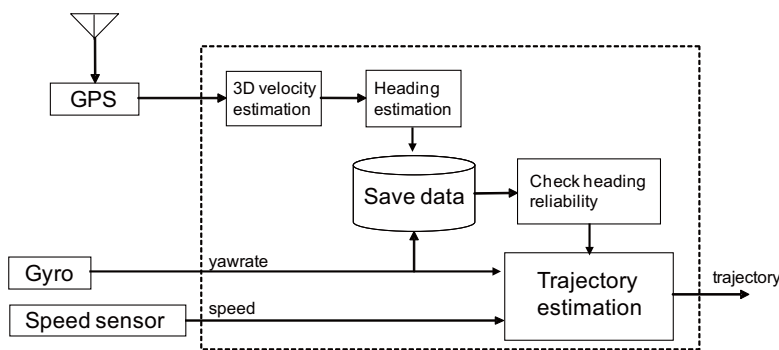 GPS
3D velocity
estimation
Heading
estimation
Save data
Check heading
reliability
Gyro
yawrate
Trajectory
estimation
trajectory
Speed sensor
speed